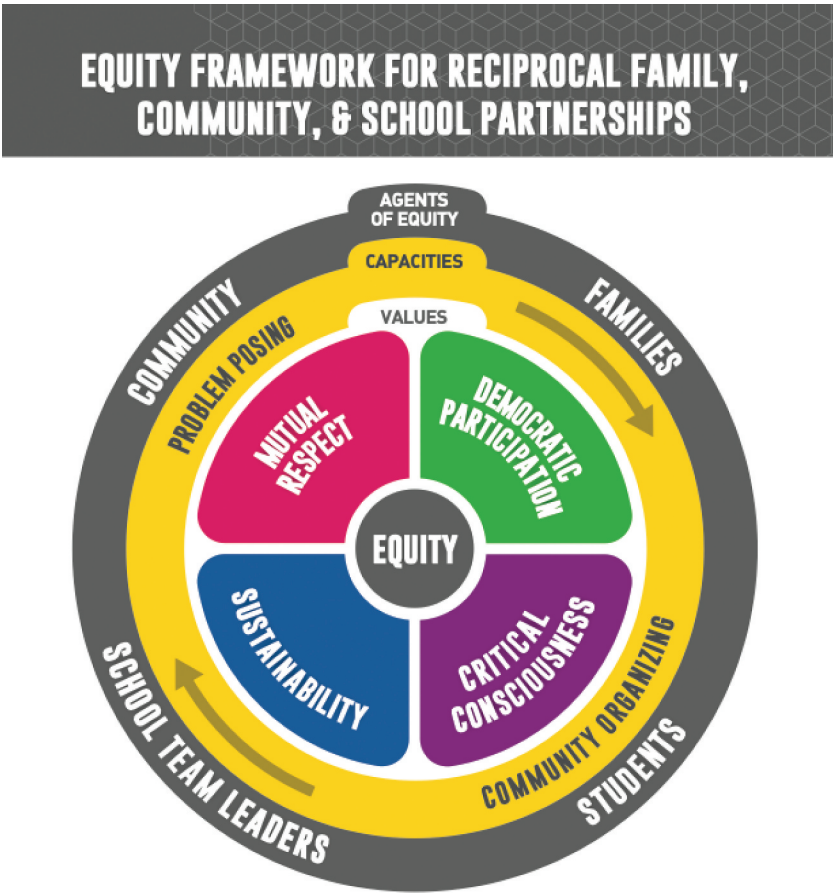 EQUITY FRAMEWORK FOR RECIPROCAL FAMILY,
COMMUNITY, & SCHOOL PARTNERSHIPS
AGENTS
OF EQUITY
CAPACITIES
VALUES
COMMUNITY
FAMILIES
PROBLEM POSING
MUTUAL
RESPECT
DEMOCRATIC
PARTICIPATION
EQUITY
SUSTAINABILITY
CRITICAL
CONSCIOUSNESS
COMMUNITY ORGANIZING
SCHOOL TEAM LEADERS
STUDENTS